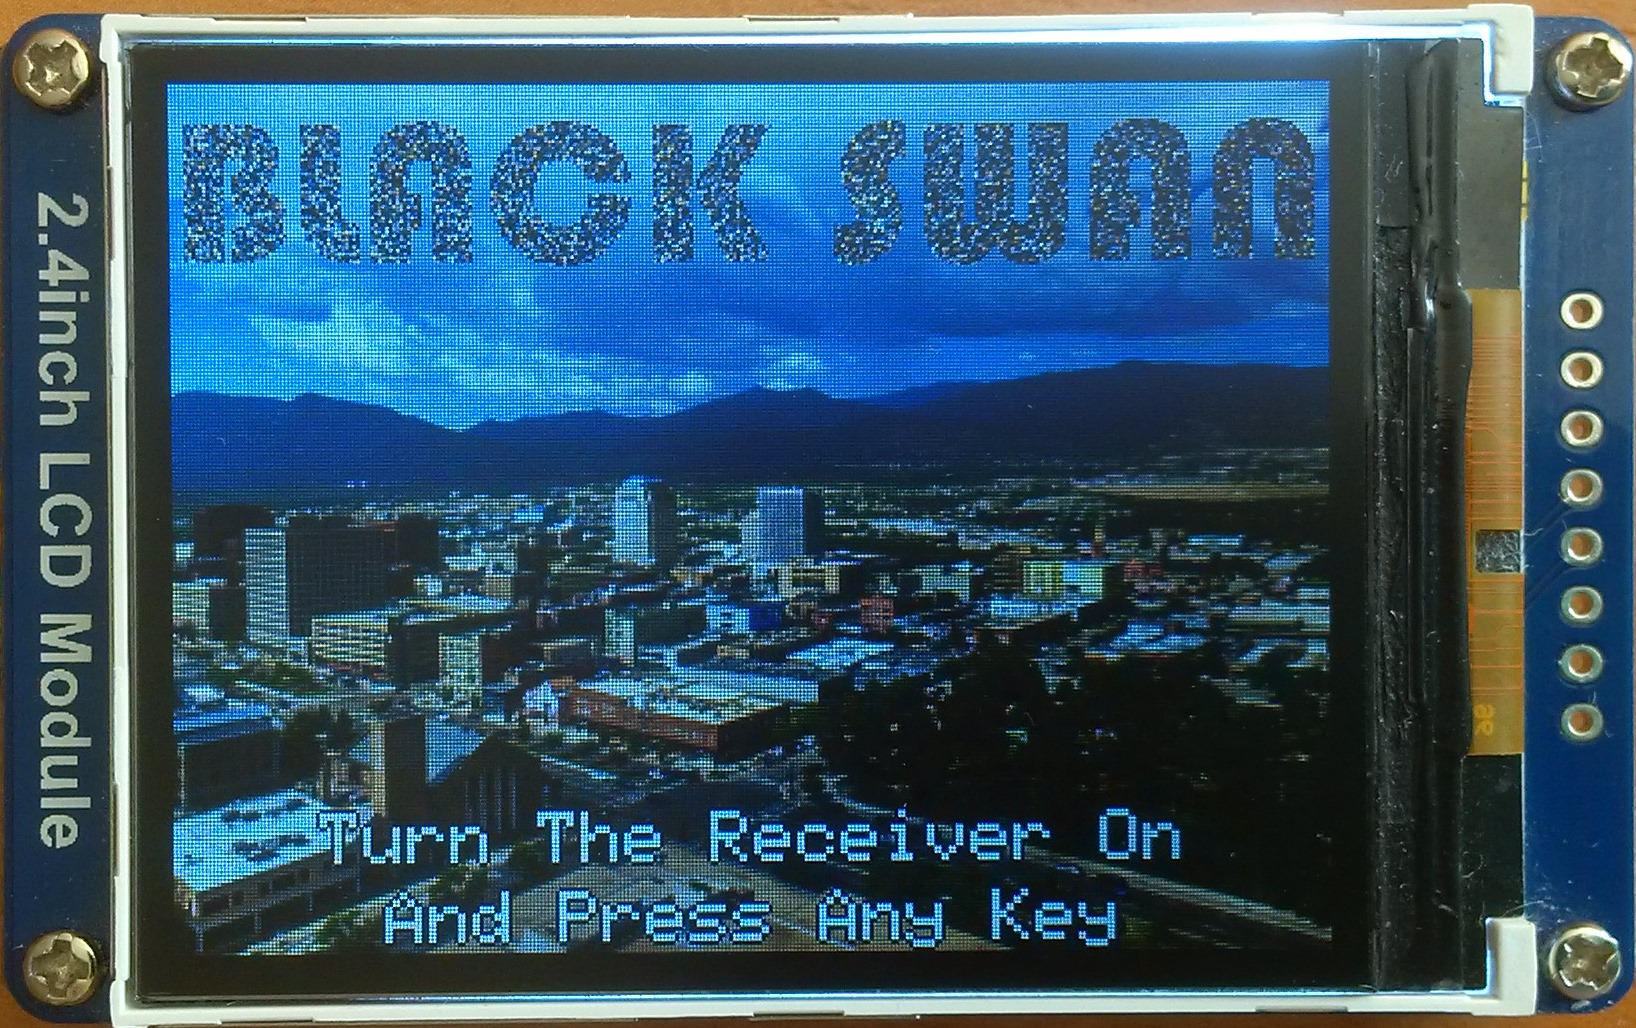 BLACK SWAN
2.4inch LCD Module
Turn The Receiver On
And Press Any Key